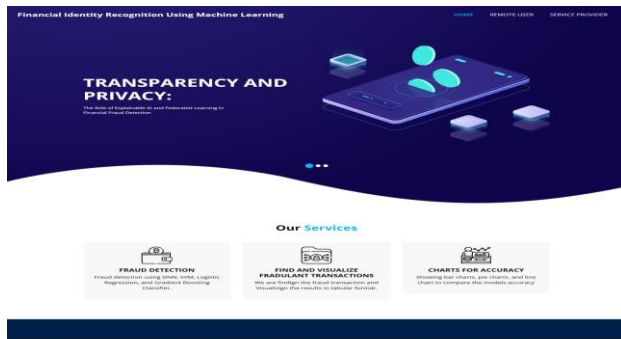 Financial Identity Recognition Using Machine Learning
HOME REMOTE USER SERVICE PROVIDER
TRANSPARENCY AND
PRIVACY:
The Role of Explainable AI and Federated Learning in
Financial Fraud Detection
Our Services
FRAUD DETECTION
Fraud detection using DNN, SVM, Logistic
Regression, and Gradient Boosting
Classifier.
FIND AND VISUALIZE
FRADULANT TRANSACTIONS
We are findign the fraud transaction and
Visualsign the results in tabular format.
CHARTS FOR ACCURACY
Showing bar charts, pie charts, and line
chart to compare the models accuracy